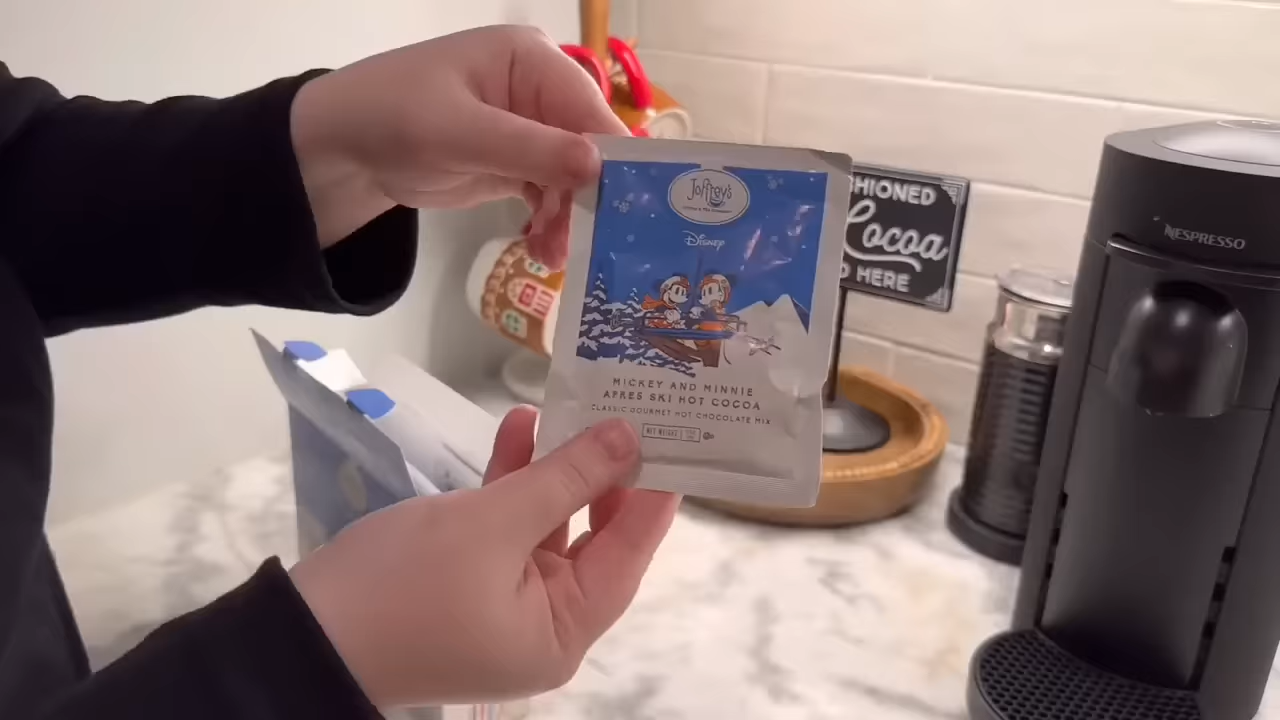 Joffrey's
Disney
MICKEY AND MINNIE
APRES SKI HOT COCOA
CLASSIC GOURMET HOT CHOCOLATE MIX
NET WEIGHT
SHIONED
Cocoa
D HERE
NESPRESSO